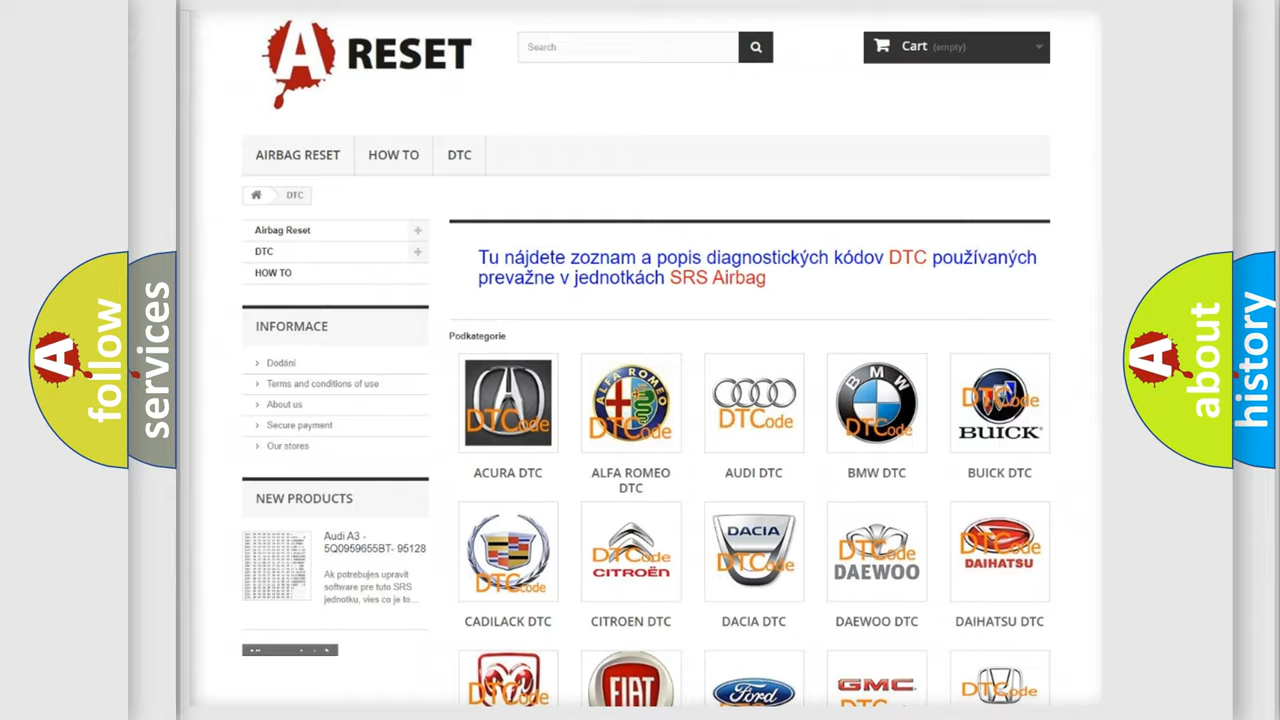 A RESET
Search
Cart (empty)
AIRBAG RESET
HOW TO
DTC
DTC
Airbag Reset
DTC
HOW TO
INFORMACE
Dodání
Terms and conditions of use
About us
Secure payment
Our stores
NEW PRODUCTS
Audi A3 -
5Q0959655BT- 95128
Ak potrebujes upravit
software pre tuto SRS
jednotku, vies co je to...
Tu nájdete zoznam a popis diagnostických kódov DTC používaných
prevažne v jednotkách SRS Airbag
Podkategorie
DTCode
ALFA ROMEO
DTCode
DTCode
BMW
DTCode
DTCode
BUICK
ACURA DTC
ALFA ROMEO
DTC
AUDI DTC
BMW DTC
BUICK DTC
DTCode
DTCode
CITROËN
DACIA
DTCode
DTCode
DAEWOO
DTCode
DAIHATSU
CADILACK DTC
CITROEN DTC
DACIA DTC
DAEWOO DTC
DAIHATSU DTC
DTCode
FIAT
Ford
GMC
DTCode
A follow
services
A about
history